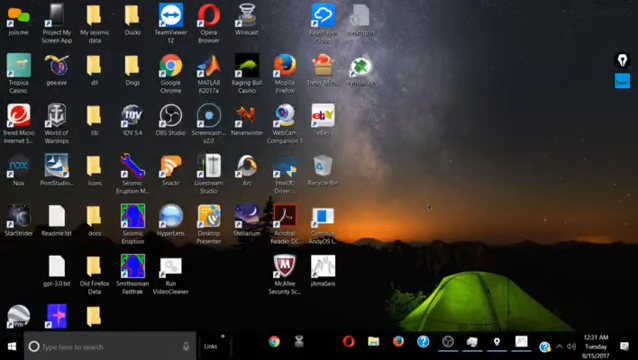 join.me
Project My Screen App
My seismic data
Ducks
TeamViewer 12
Opera Browser
Wirecast
RealPlayer Cloud
Tropica Casino
gee.exe
dll
Dogs
Google Chrome
MATLAB R2017a
Raging Bull Casino
Mozilla Firefox
Trend Micro Internet S...
World of Warships
lib
IDV 5.4
OBS Studio
Screencast-... v2.0
Neverwinter
WebCam Companion 3
eBay
Nox
PrintStudio...
Icons
Seismic Eruption M...
Snackr
Livestream Studio
Arc
Intel(R) Driver ...
Recycle Bin
StarStrider
Readme.txt
docs
Seismic Eruption
HyperLens
Desktop Presenter
Stellarium
Acrobat Reader DC
Continue AndyOS I...
gpl-3.0.txt
Old Firefox Data
Smithsonian Fasttrak
Run VideoCleaner
McAfee Security Sc...
jAmaSeis
Type here to search
Links
12:31 AM
Tuesday
8/15/2017